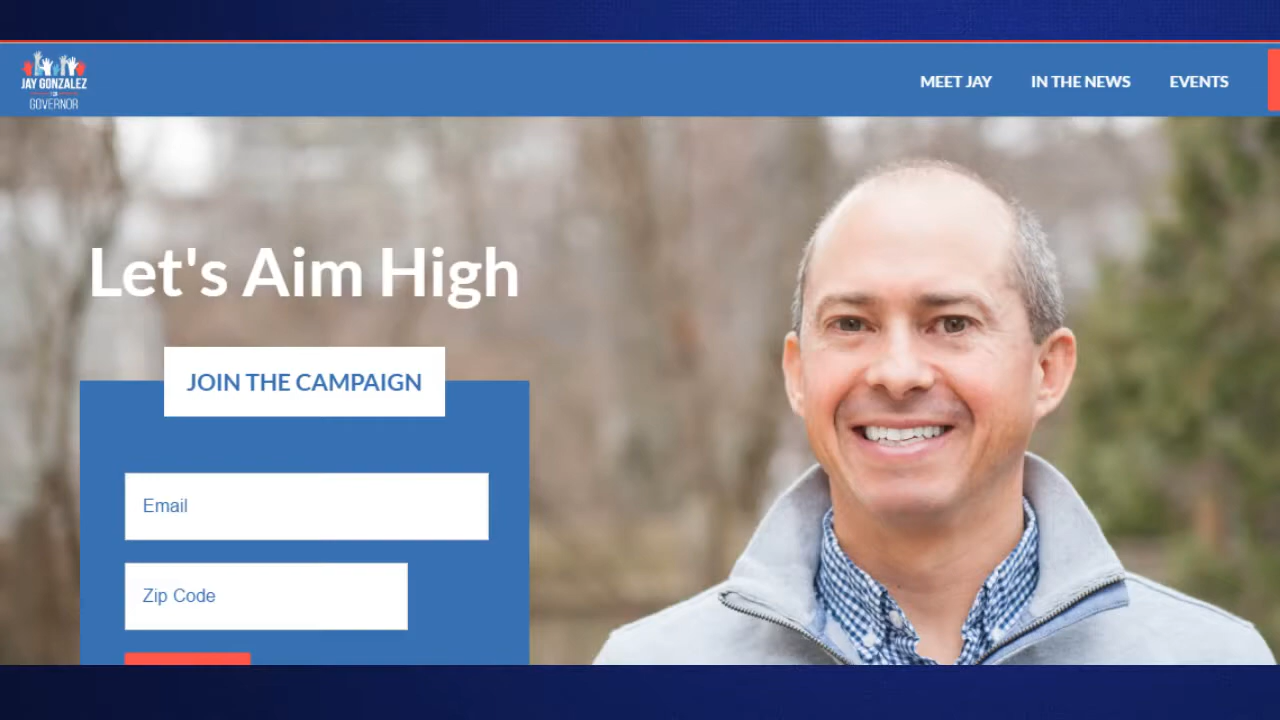 JAY GONZALEZ
FOR
GOVERNOR
MEET JAY
IN THE NEWS
EVENTS
Let's Aim High
JOIN THE CAMPAIGN
Email
Zip Code